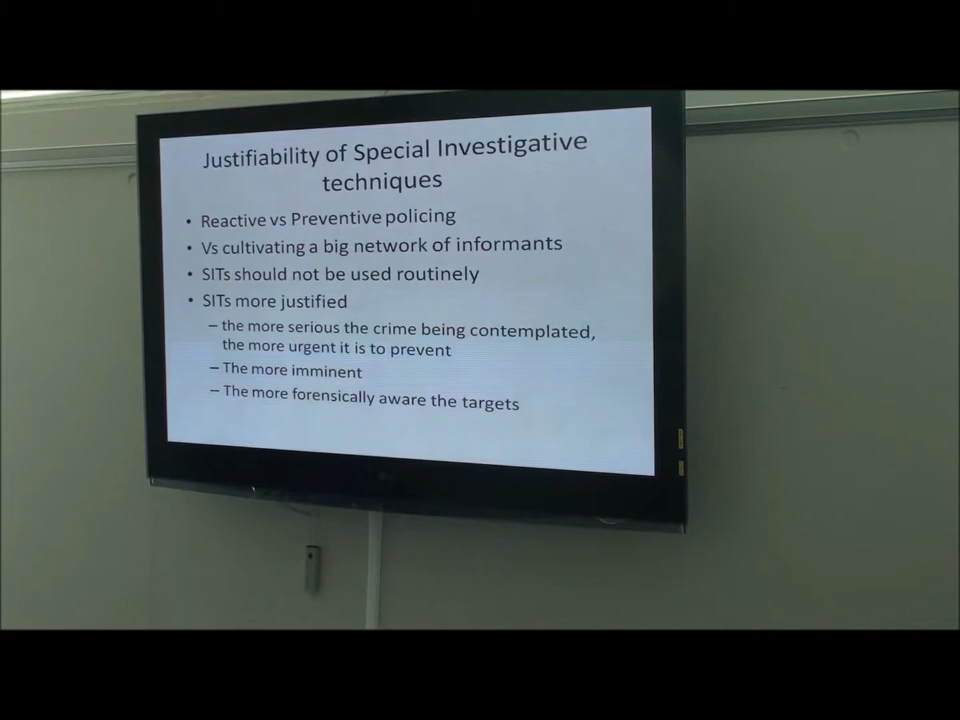 Justifiability of Special Investigative
techniques
• Reactive vs Preventive policing
• Vs cultivating a big network of informants
• SITs should not be used routinely
• SITs more justified
– the more serious the crime being contemplated,
the more urgent it is to prevent
– The more imminent
– The more forensically aware the targets